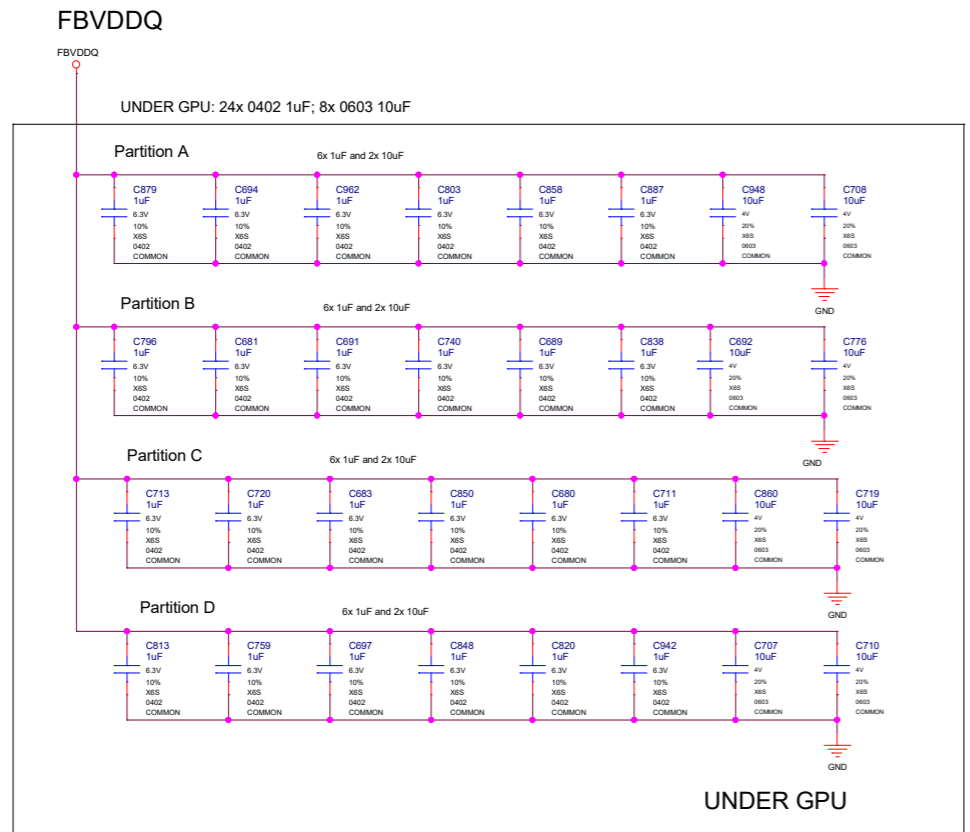 FBVDDQ
FBVDDQ
UNDER GPU: 24x 0402 1uF; 8x 0603 10uF
Partition A
6x 1uF and 2x 10uF
C879 C694 C962 C803 C858 C887 C948 C708
1uF 1uF 1uF 1uF 1uF 1uF 10uF 10uF
6.3V 6.3V 6.3V 6.3V 6.3V 6.3V 4V 4V
10% 10% 10% 10% 10% 10% 20% 20%
X6S X6S X6S X6S X6S X6S X6S X6S
0402 0402 0402 0402 0402 0402 0603 0603
COMMON COMMON COMMON COMMON COMMON COMMON COMMON COMMON
GND
Partition B
6x 1uF and 2x 10uF
C796 C681 C691 C740 C689 C838 C692 C776
1uF 1uF 1uF 1uF 1uF 1uF 10uF 10uF
6.3V 6.3V 6.3V 6.3V 6.3V 6.3V 4V 4V
10% 10% 10% 10% 10% 10% 20% 20%
X6S X6S X6S X6S X6S X6S X6S X6S
0402 0402 0402 0402 0402 0402 0603 0603
COMMON COMMON COMMON COMMON COMMON COMMON COMMON COMMON
GND
Partition C
6x 1uF and 2x 10uF
C713 C720 C683 C850 C680 C711 C860 C719
1uF 1uF 1uF 1uF 1uF 1uF 10uF 10uF
6.3V 6.3V 6.3V 6.3V 6.3V 6.3V 4V 4V
10% 10% 10% 10% 10% 10% 20% 20%
X6S X6S X6S X6S X6S X6S X6S X6S
0402 0402 0402 0402 0402 0402 0603 0603
COMMON COMMON COMMON COMMON COMMON COMMON COMMON COMMON
GND
Partition D
6x 1uF and 2x 10uF
C813 C759 C697 C848 C820 C942 C707 C710
1uF 1uF 1uF 1uF 1uF 1uF 10uF 10uF
6.3V 6.3V 6.3V 6.3V 6.3V 6.3V 4V 4V
10% 10% 10% 10% 10% 10% 20% 20%
X6S X6S X6S X6S X6S X6S X6S X6S
0402 0402 0402 0402 0402 0402 0603 0603
COMMON COMMON COMMON COMMON COMMON COMMON COMMON COMMON
GND
UNDER GPU